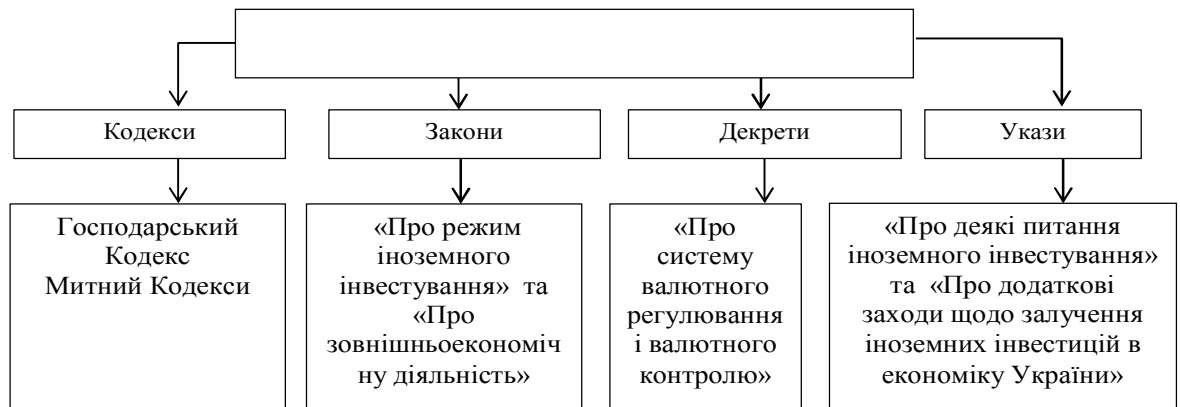 Кодекси
Закони
Декрети
Укази
Господарський
Кодекс
Митний Кодекси
«Про режим
іноземного
інвестування» та
«Про
зовнішньоекономіч
ну діяльність»
«Про
систему
валютного
регулювання
і валютного
контролю»
«Про деякі питання
іноземного інвестування»
та «Про додаткові
заходи щодо залучення
іноземних інвестицій в
економіку України»